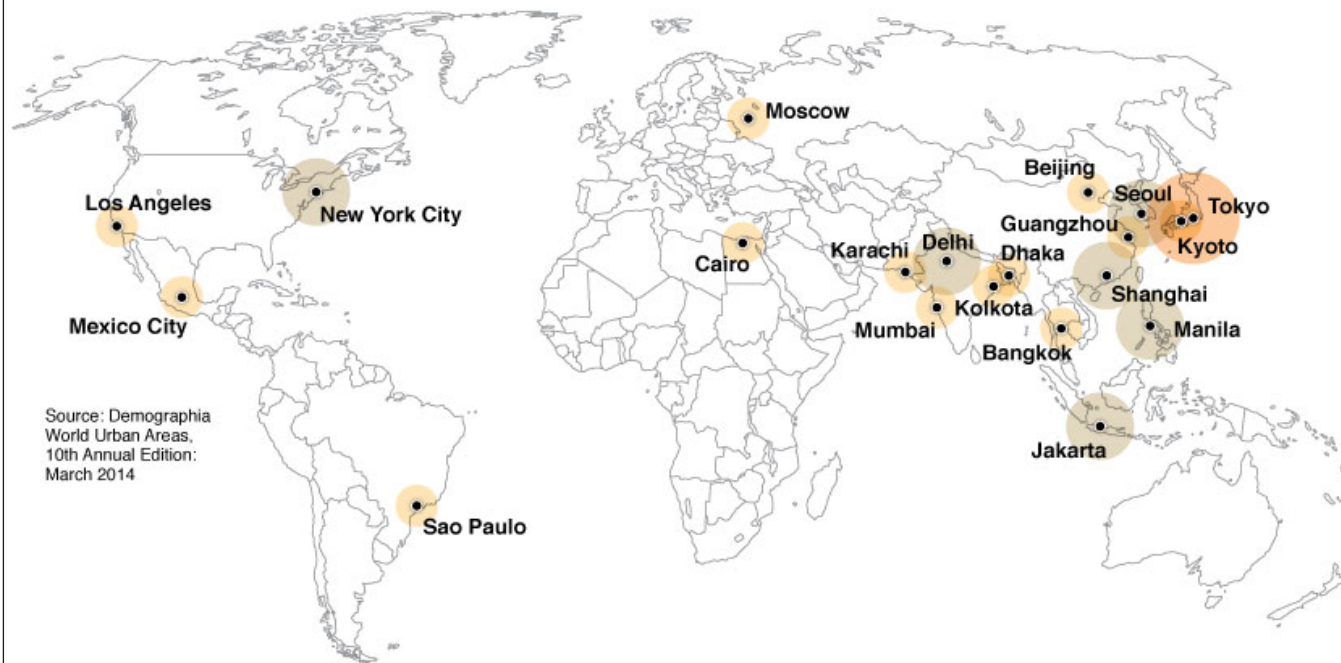 Moscow
Beijing
Seoul
Los Angeles
New York City
Tokyo
Guangzhou
Kyoto
Karachi
Delhi
Dhaka
Cairo
Shanghai
Kolkota
Mexico City
Mumbai
Manila
Bangkok
Source: Demographia
World Urban Areas,
10th Annual Edition:
March 2014
Jakarta
Sao Paulo